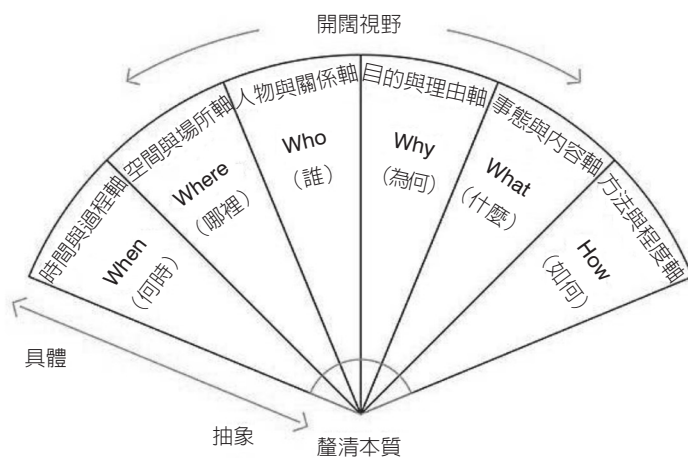 開闊視野
時間與過程軸
When
(何時)
空間與場所軸
Where
(哪裡)
人物與關係軸
Who
(誰)
目的與理由軸
Why
(為何)
事態與內容軸
What
(什麼)
方法與程度軸
How
(如何)
具體
抽象
釐清本質